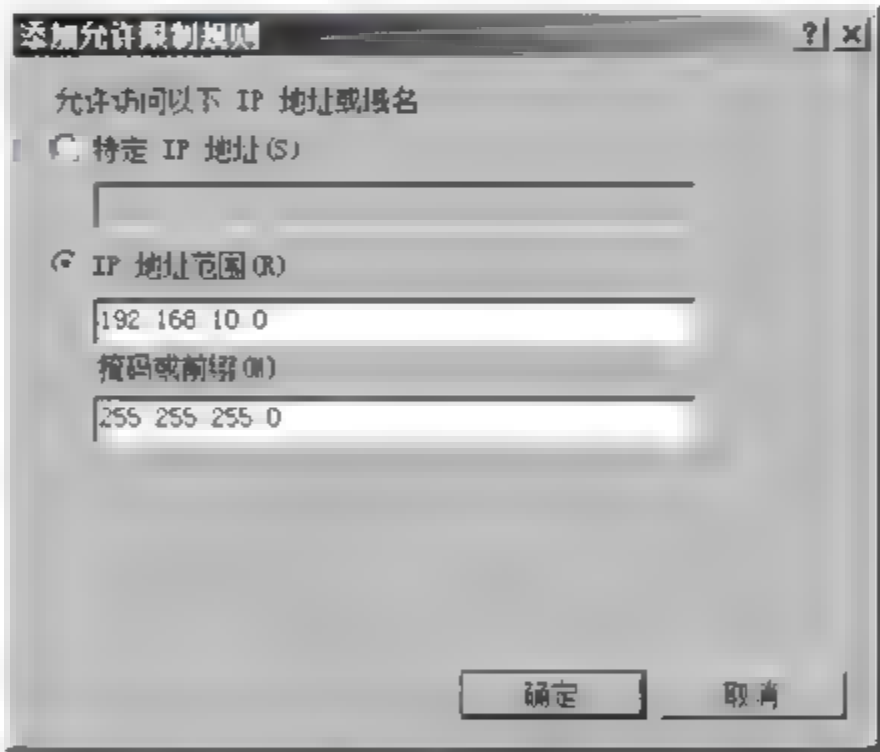 添加允许限制规则
允许访问以下 IP 地址或域名
特定 IP 地址(S)
IP 地址范围(R)
192 168 10 0
掩码或前缀(M)
255 255 255 0
确定
取消